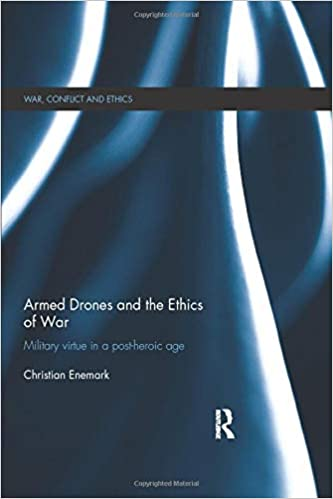 WAR, CONFLICT AND ETHICS
Armed Drones and the Ethics
of War
Military virtue in a post-heroic age
Christian Enemark
R
ROUTLEDGE